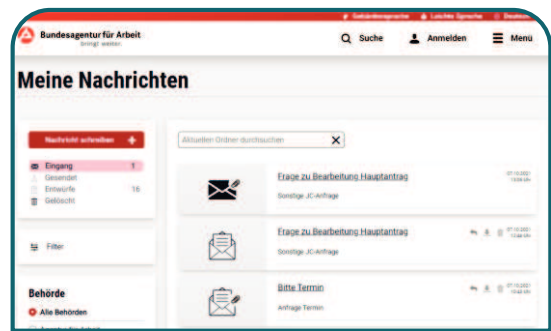 Gebärdensprache Leichte Sprache Deutsch
Bundesagentur für Arbeit
bringt weiter.
Suche Anmelden Menü
Meine Nachrichten
Nachricht schreiben
Aktuellen Ordner durchsuchen
Eingang 1
Gesendet
Entwürfe 16
Gelöscht
Frage zu Bearbeitung Hauptantrag
Sonstige JC-Anfrage
Filter
Frage zu Bearbeitung Hauptantrag
Sonstige JC-Anfrage
Behörde
Alle Behörden
Bitte Termin
Anfrage Termin